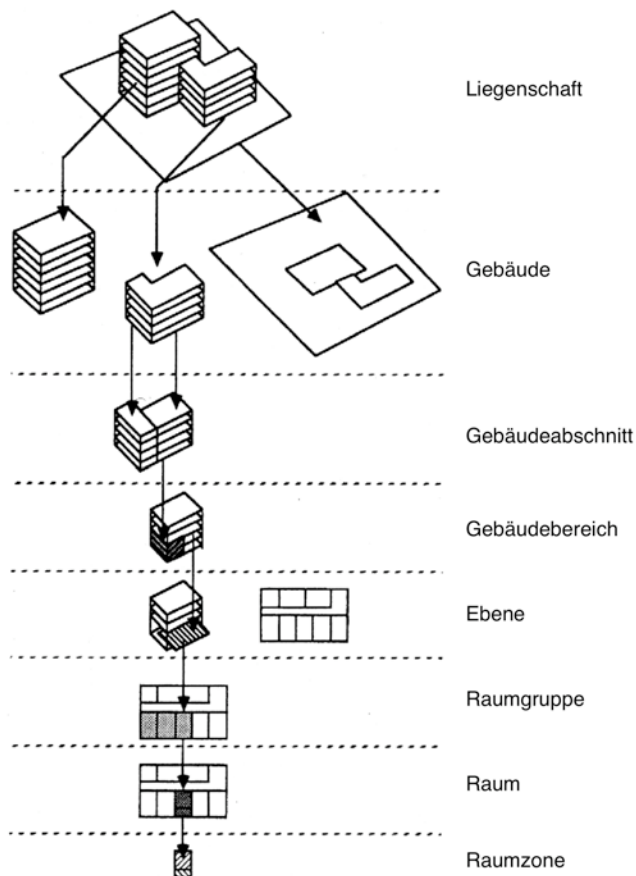 Liegenschaft
Gebäude
Gebäudeabschnitt
Gebäudebereich
Ebene
Raumgruppe
Raum
Raumzone